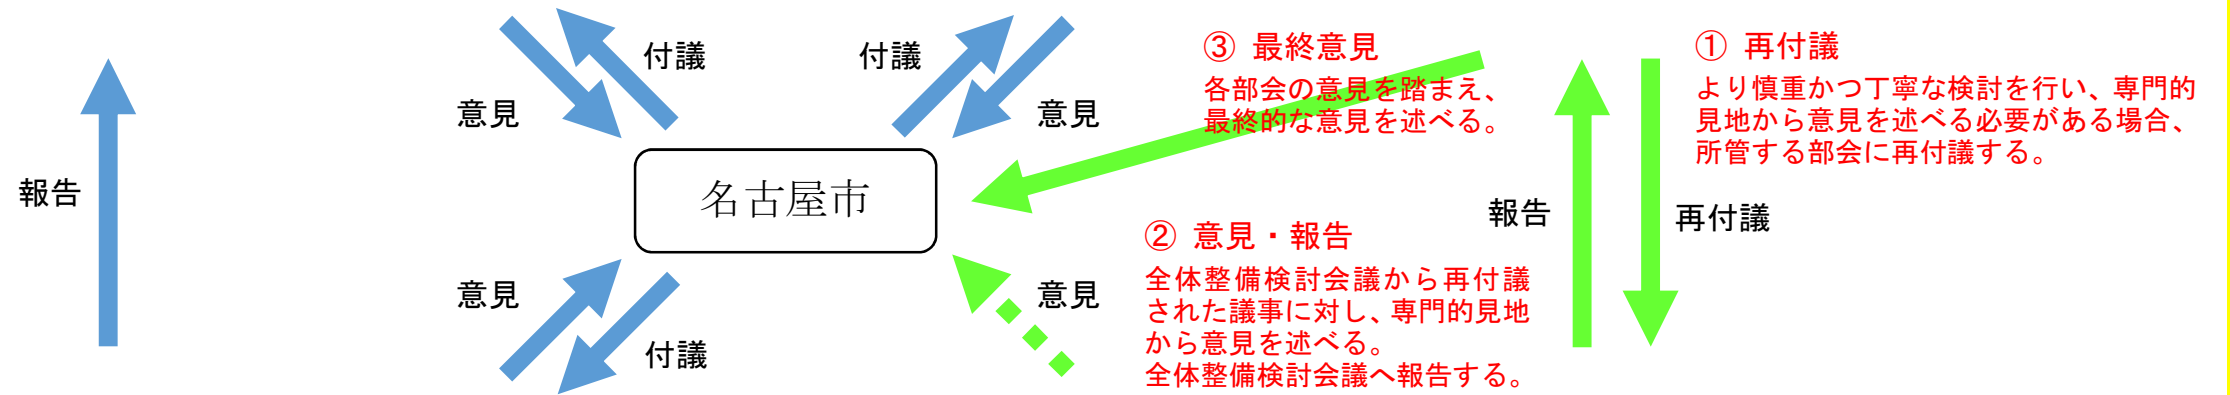 報告
意見
付議
付議
意見
名古屋市
意見
付議
意見
③ 最終意見
各部会の意見を踏まえ、
最終的な意見を述べる。
② 意見・報告
全体整備検討会議から再付議
された議事に対し、専門的見地
から意見を述べる。
全体整備検討会議へ報告する。
報告
再付議
① 再付議
より慎重かつ丁寧な検討を行い、専門的
見地から意見を述べる必要がある場合、
所管する部会に再付議する。